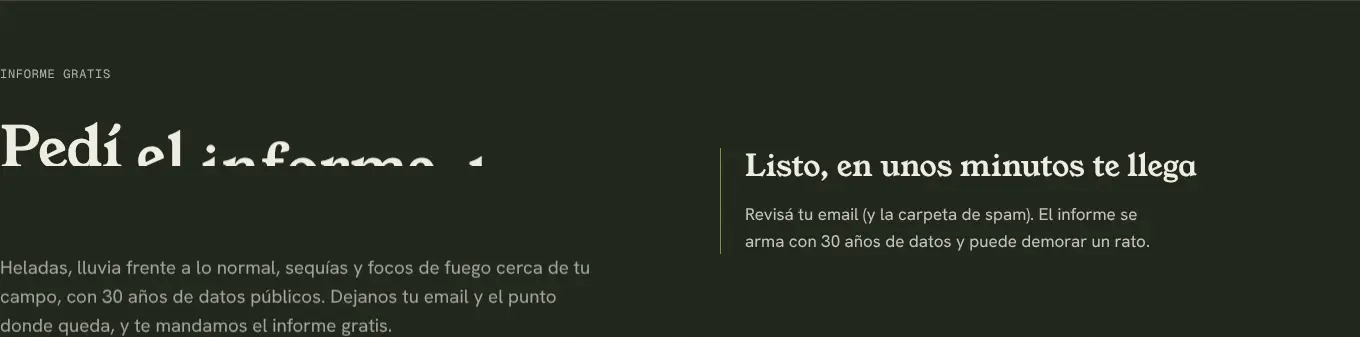 INFORME GRATIS
Pedí el informe
Heladas, lluvia frente a lo normal, sequías y focos de fuego cerca de tu
campo, con 30 años de datos públicos. Dejanos tu email y el punto
donde queda, y te mandamos el informe gratis.
Listo, en unos minutos te llega
Revisá tu email (y la carpeta de spam). El informe se
arma con 30 años de datos y puede demorar un rato.